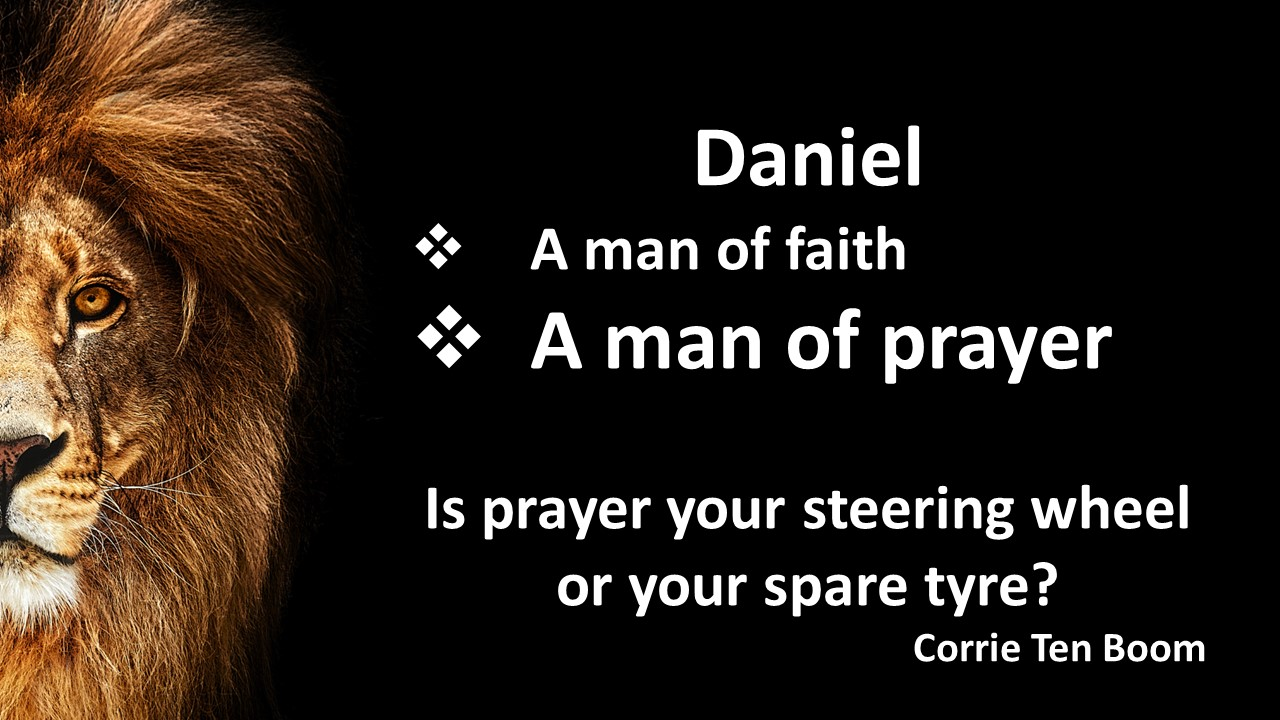 Daniel
❖ A man of faith
❖ A man of prayer
Is prayer your steering wheel
or your spare tyre?
Corrie Ten Boom